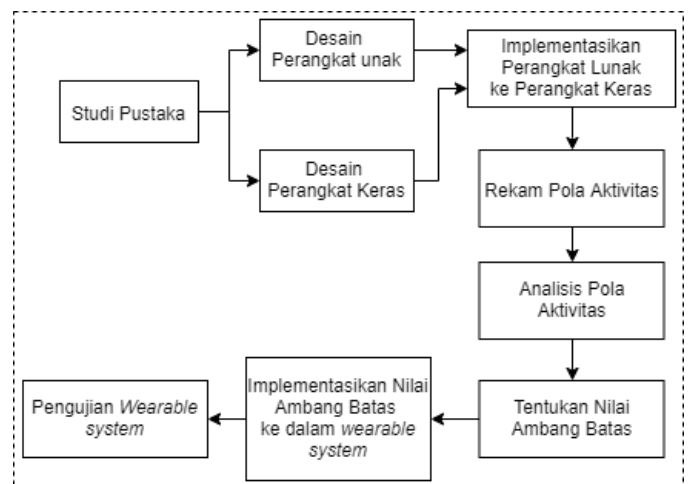 Studi Pustaka
Desain
Perangkat unak
Desain
Perangkat Keras
Implementasikan
Perangkat Lunak
ke Perangkat Keras
Rekam Pola Aktivitas
Analisis Pola
Aktivitas
Tentukan Nilai
Ambang Batas
Implementasikan Nilai
Ambang Batas
ke dalam wearable
system
Pengujian Wearable
system